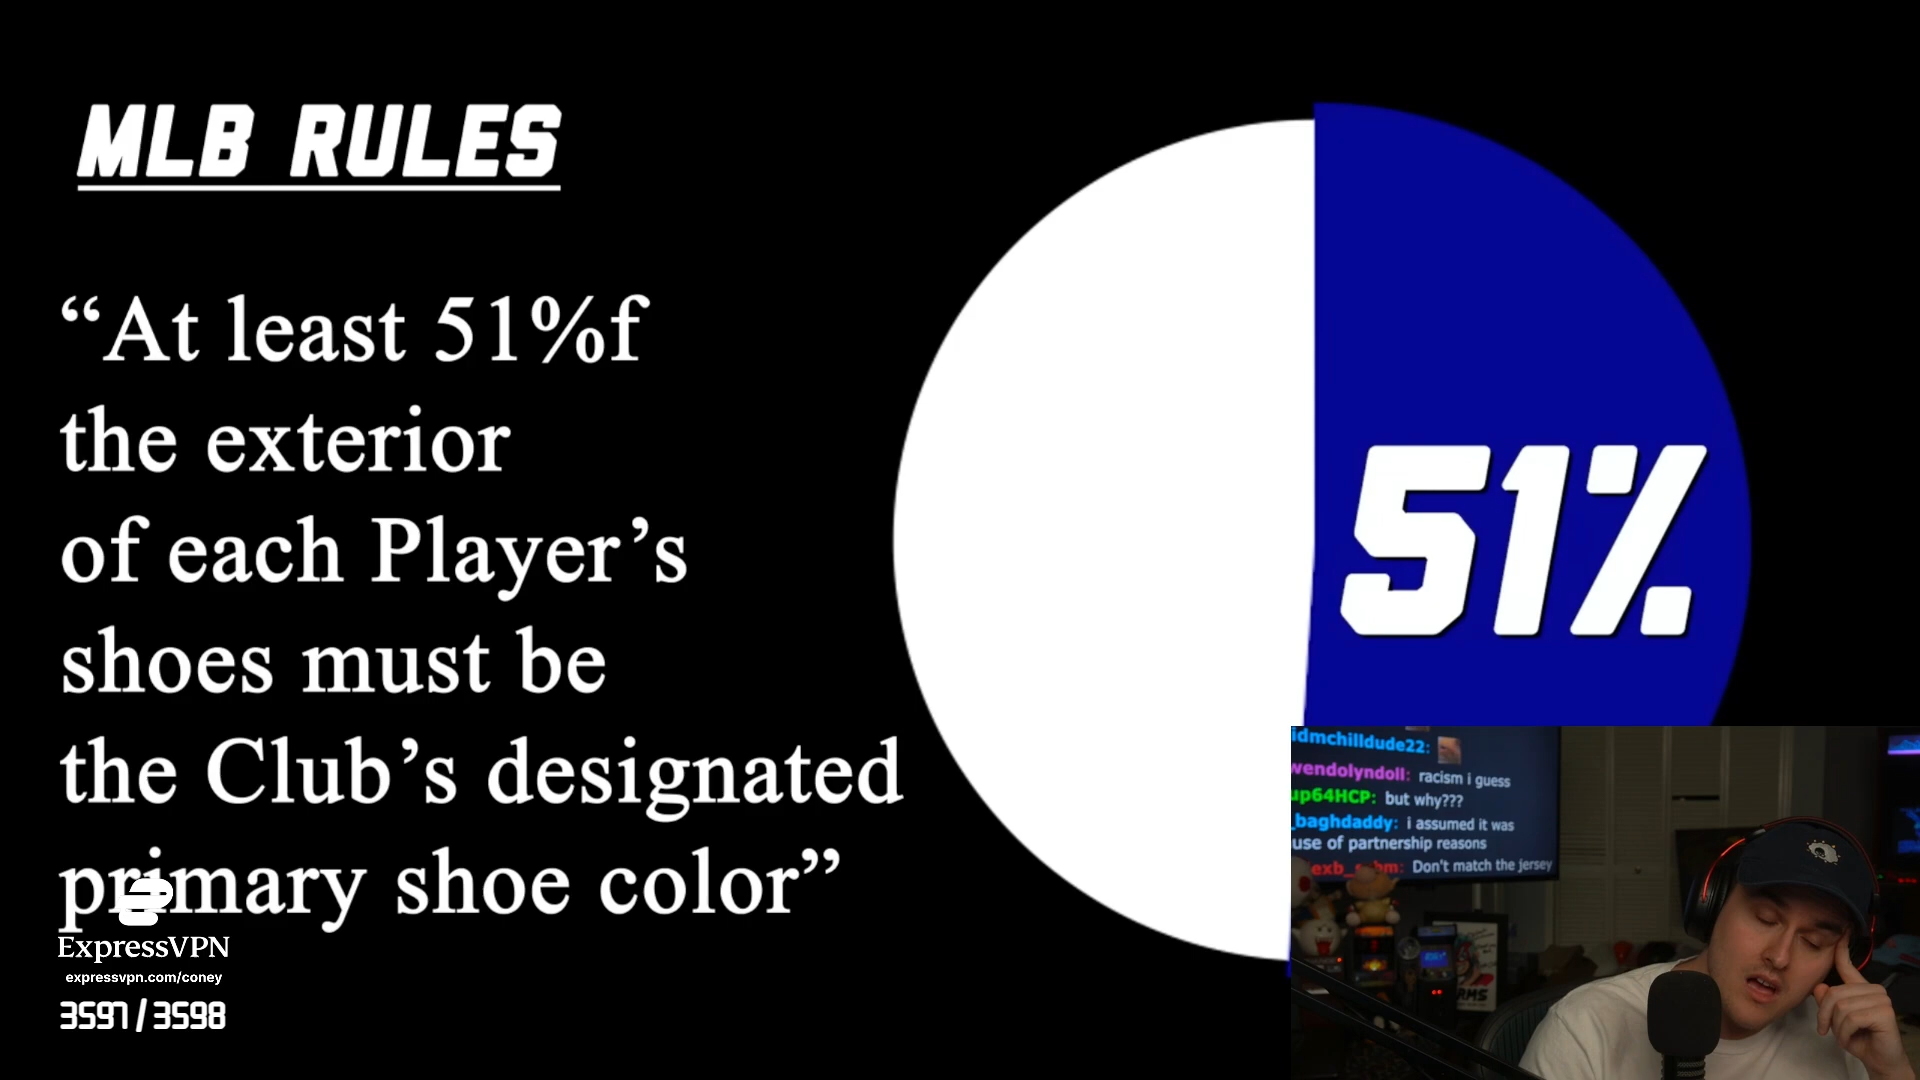 MLB RULES
“At least 51%f
the exterior
of each Player’s
shoes must be
the Club’s designated
primary shoe color”
51%
ExpressVPN
expressvpn.com/coney
3597 / 3598
idmchilldude22:
wendolyndoll: racism i guess
up64HCP: but why???
_baghdaddy: i assumed it was
use of partnership reasons
Don't match the jersey